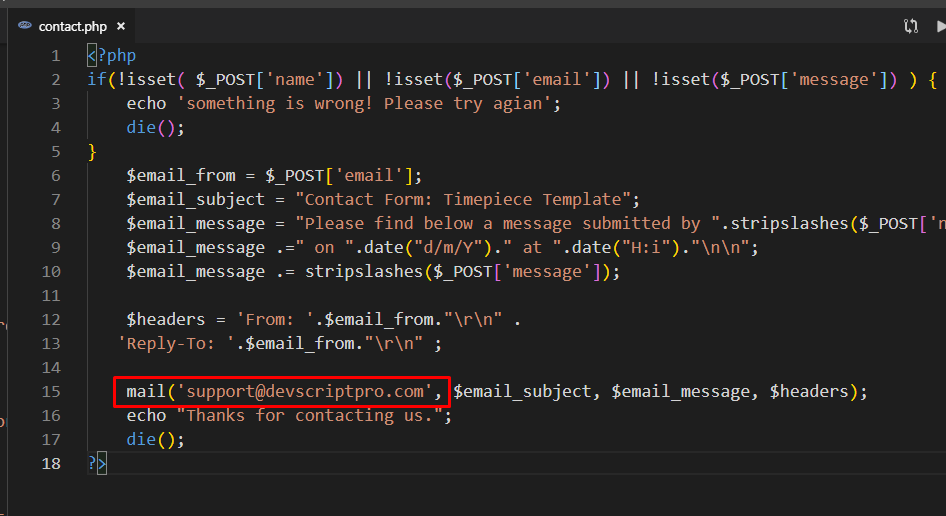 contact.php ×
1 <?php
2 if(!isset( $_POST['name']) || !isset($_POST['email']) || !isset($_POST['message']) ) {
3 echo 'something is wrong! Please try agian';
4 die();
5 }
6 $email_from = $_POST['email'];
7 $email_subject = "Contact Form: Timepiece Template";
8 $email_message = "Please find below a message submitted by ".stripslashes($_POST['n
9 $email_message .=" on ".date("d/m/Y")." at ".date("H:i")."\n\n";
10 $email_message .= stripslashes($_POST['message']);
11
12 $headers = 'From: '.$email_from."\r\n" .
13 'Reply-To: '.$email_from."\r\n" ;
14
15 mail('support@devscriptpro.com', $email_subject, $email_message, $headers);
16 echo "Thanks for contacting us.";
17 die();
18 ?>